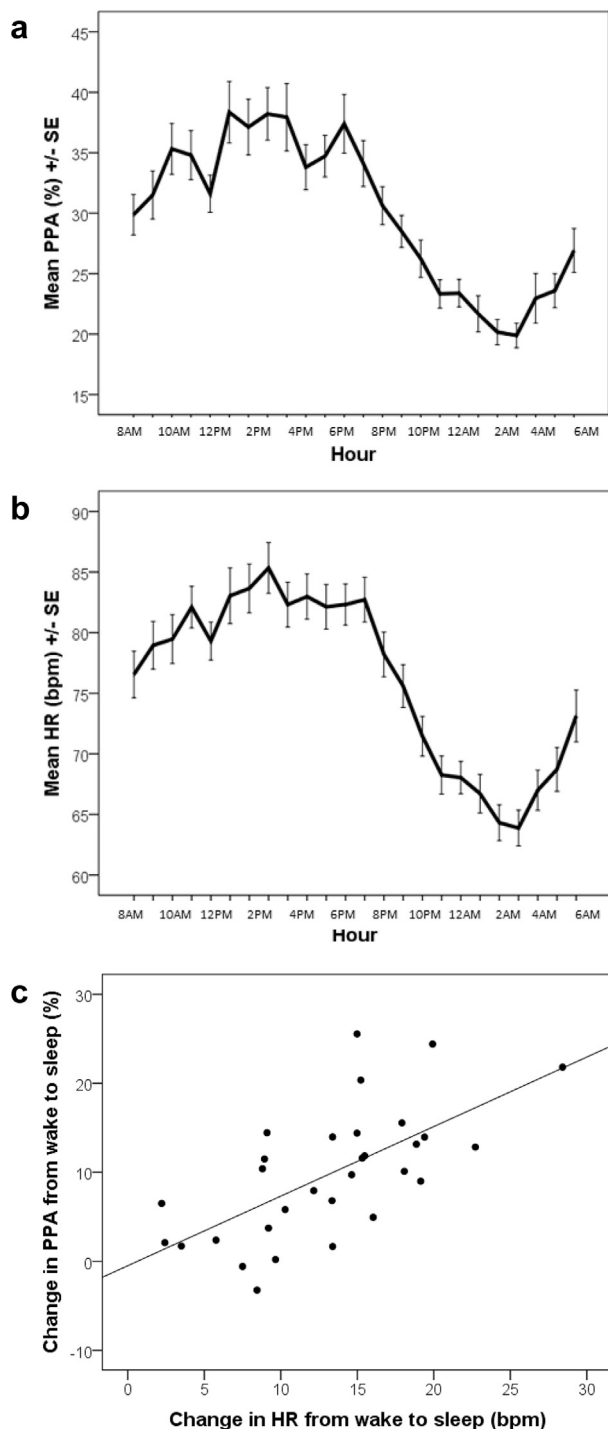 a
45
40
35
30
25
20
15
Mean PPA (%) +/- SE
8AM 10AM 12PM 2PM 4PM 6PM 8PM 10PM 12AM 2AM 4AM 6AM
Hour
b
90
85
80
75
70
65
60
Mean HR (bpm) +/- SE
8AM 10AM 12PM 2PM 4PM 6PM 8PM 10PM 12AM 2AM 4AM 6AM
Hour
c
30
20
10
0
-10
Change in PPA from wake to sleep (%)
0 5 10 15 20 25 30
Change in HR from wake to sleep (bpm)